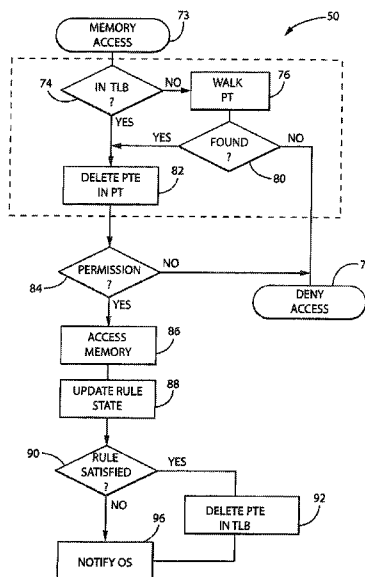 MEMORY
ACCESS
73
50
74
IN TLB
?
NO
WALK
PT
76
YES
YES
FOUND
?
NO
80
DELETE PTE
IN PT
82
PERMISSION
?
NO
84
YES
7
DENY
ACCESS
ACCESS
MEMORY
86
UPDATE RULE
STATE
88
90
RULE
SATISFIED
?
YES
NO
DELETE PTE
IN TLB
92
96
NOTIFY OS